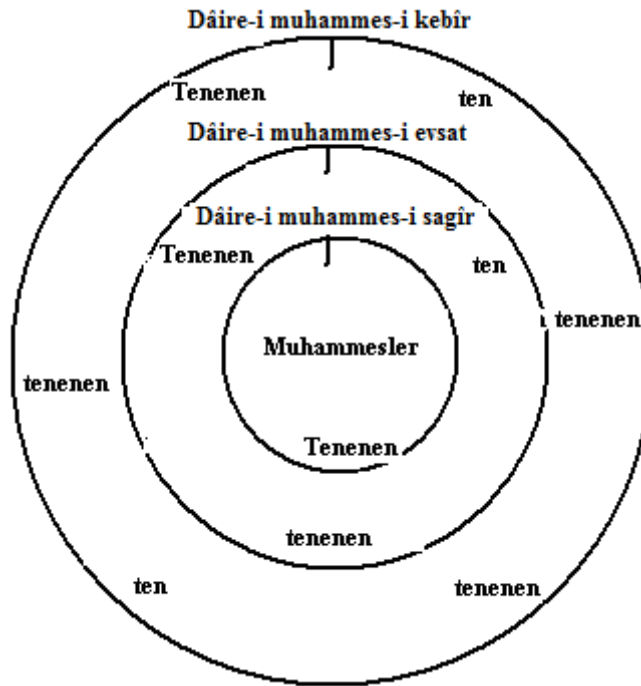 Dâire-i muhammes-i kebîr
Tenenen
ten
Dâire-i muhammes-i evsat
Dâire-i muhammes-i sagîr
Tenenen
ten
tenenen
Muhammesler
tenenen
Tenenen
tenenen
ten
tenenen